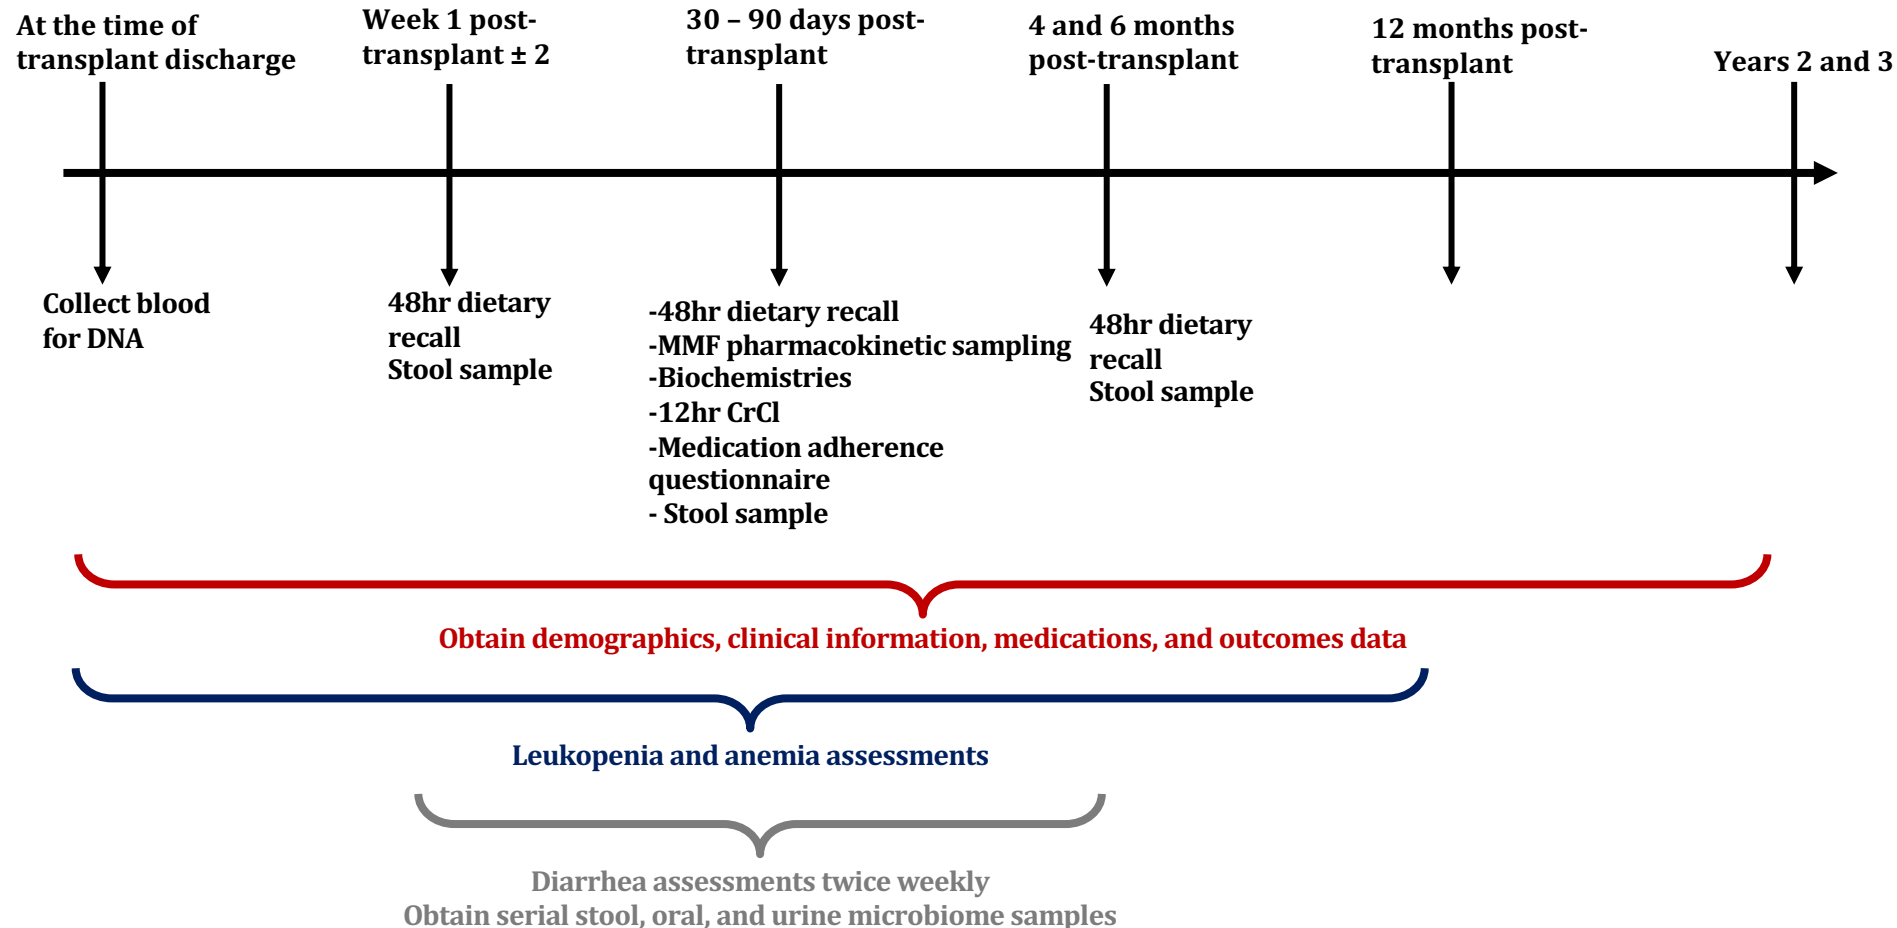 At the time of
transplant discharge
Week 1 post-
transplant ± 2
30 – 90 days post-
transplant
4 and 6 months
post-transplant
12 months post-
transplant
Years 2 and 3
Collect blood
for DNA
48hr dietary
recall
Stool sample
-48hr dietary recall
-MMF pharmacokinetic sampling
-Biochemistries
-12hr CrCl
-Medication adherence
questionnaire
- Stool sample
48hr dietary
recall
Stool sample
Obtain demographics, clinical information, medications, and outcomes data
Leukopenia and anemia assessments
Diarrhea assessments twice weekly
Obtain serial stool, oral, and urine microbiome samples